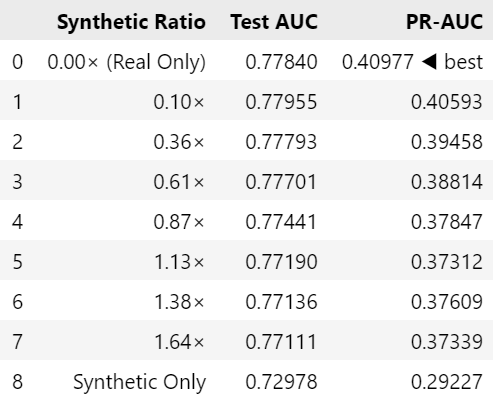 Synthetic Ratio Test AUC PR-AUC
0 0.00× (Real Only) 0.77840 0.40977 ◄ best
1 0.10× 0.77955 0.40593
2 0.36× 0.77793 0.39458
3 0.61× 0.77701 0.38814
4 0.87× 0.77441 0.37847
5 1.13× 0.77190 0.37312
6 1.38× 0.77136 0.37609
7 1.64× 0.77111 0.37339
8 Synthetic Only 0.72978 0.29227